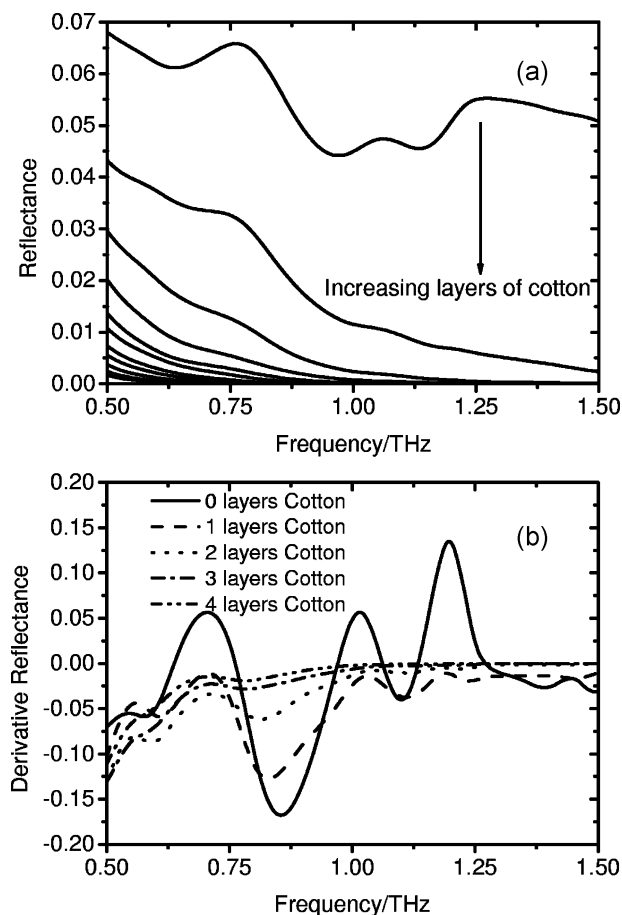 0.07
0.06
0.05
0.04
0.03
0.02
0.01
0.00
Reflectance
(a)
Increasing layers of cotton
0.50 0.75 1.00 1.25 1.50
Frequency/THz
0.20
0.15
0.10
0.05
0.00
-0.05
-0.10
-0.15
-0.20
Derivative Reflectance
0 layers Cotton
1 layers Cotton
2 layers Cotton
3 layers Cotton
4 layers Cotton
(b)
0.50 0.75 1.00 1.25 1.50
Frequency/THz